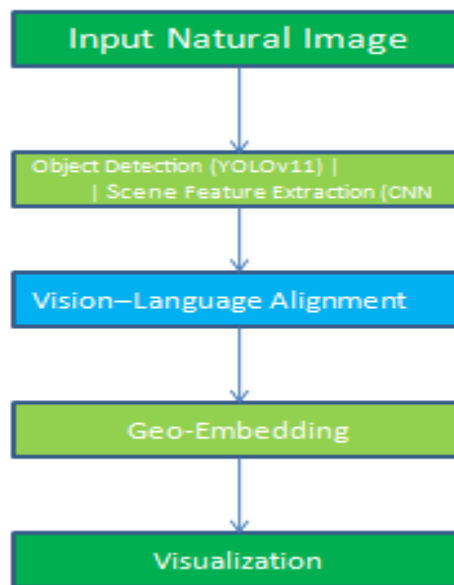 Input Natural Image
Object Detection (YOLOv11) |
| Scene Feature Extraction (CNN
Vision–Language Alignment
Geo-Embedding
Visualization